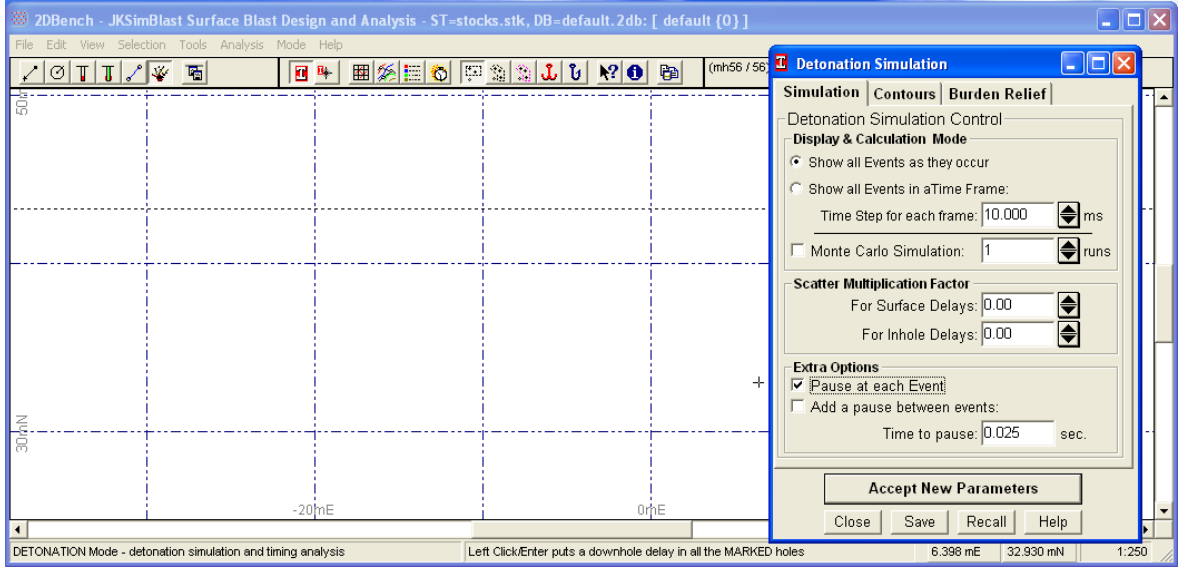 2DBench - JKSimBlast Surface Blast Design and Analysis - ST=stocks.stk, DB=default.2db: [ default {0} ]
File Edit View Selection Tools Analysis Mode Help
(mh56 / 56)
50m
30mN
-20mE
0mE
DETONATION Mode - detonation simulation and timing analysis
Left Click/Enter puts a downhole delay in all the MARKED holes
6.398 mE
32.930 mN
1:250
Detonation Simulation
Simulation
Contours
Burden Relief
Detonation Simulation Control
Display & Calculation Mode
Show all Events as they occur
Show all Events in aTime Frame:
Time Step for each frame: 10.000 ms
Monte Carlo Simulation: 1 runs
Scatter Multiplication Factor
For Surface Delays: 0.00
For Inhole Delays: 0.00
Extra Options
Pause at each Event
Add a pause between events:
Time to pause: 0.025 sec.
Accept New Parameters
Close
Save
Recall
Help